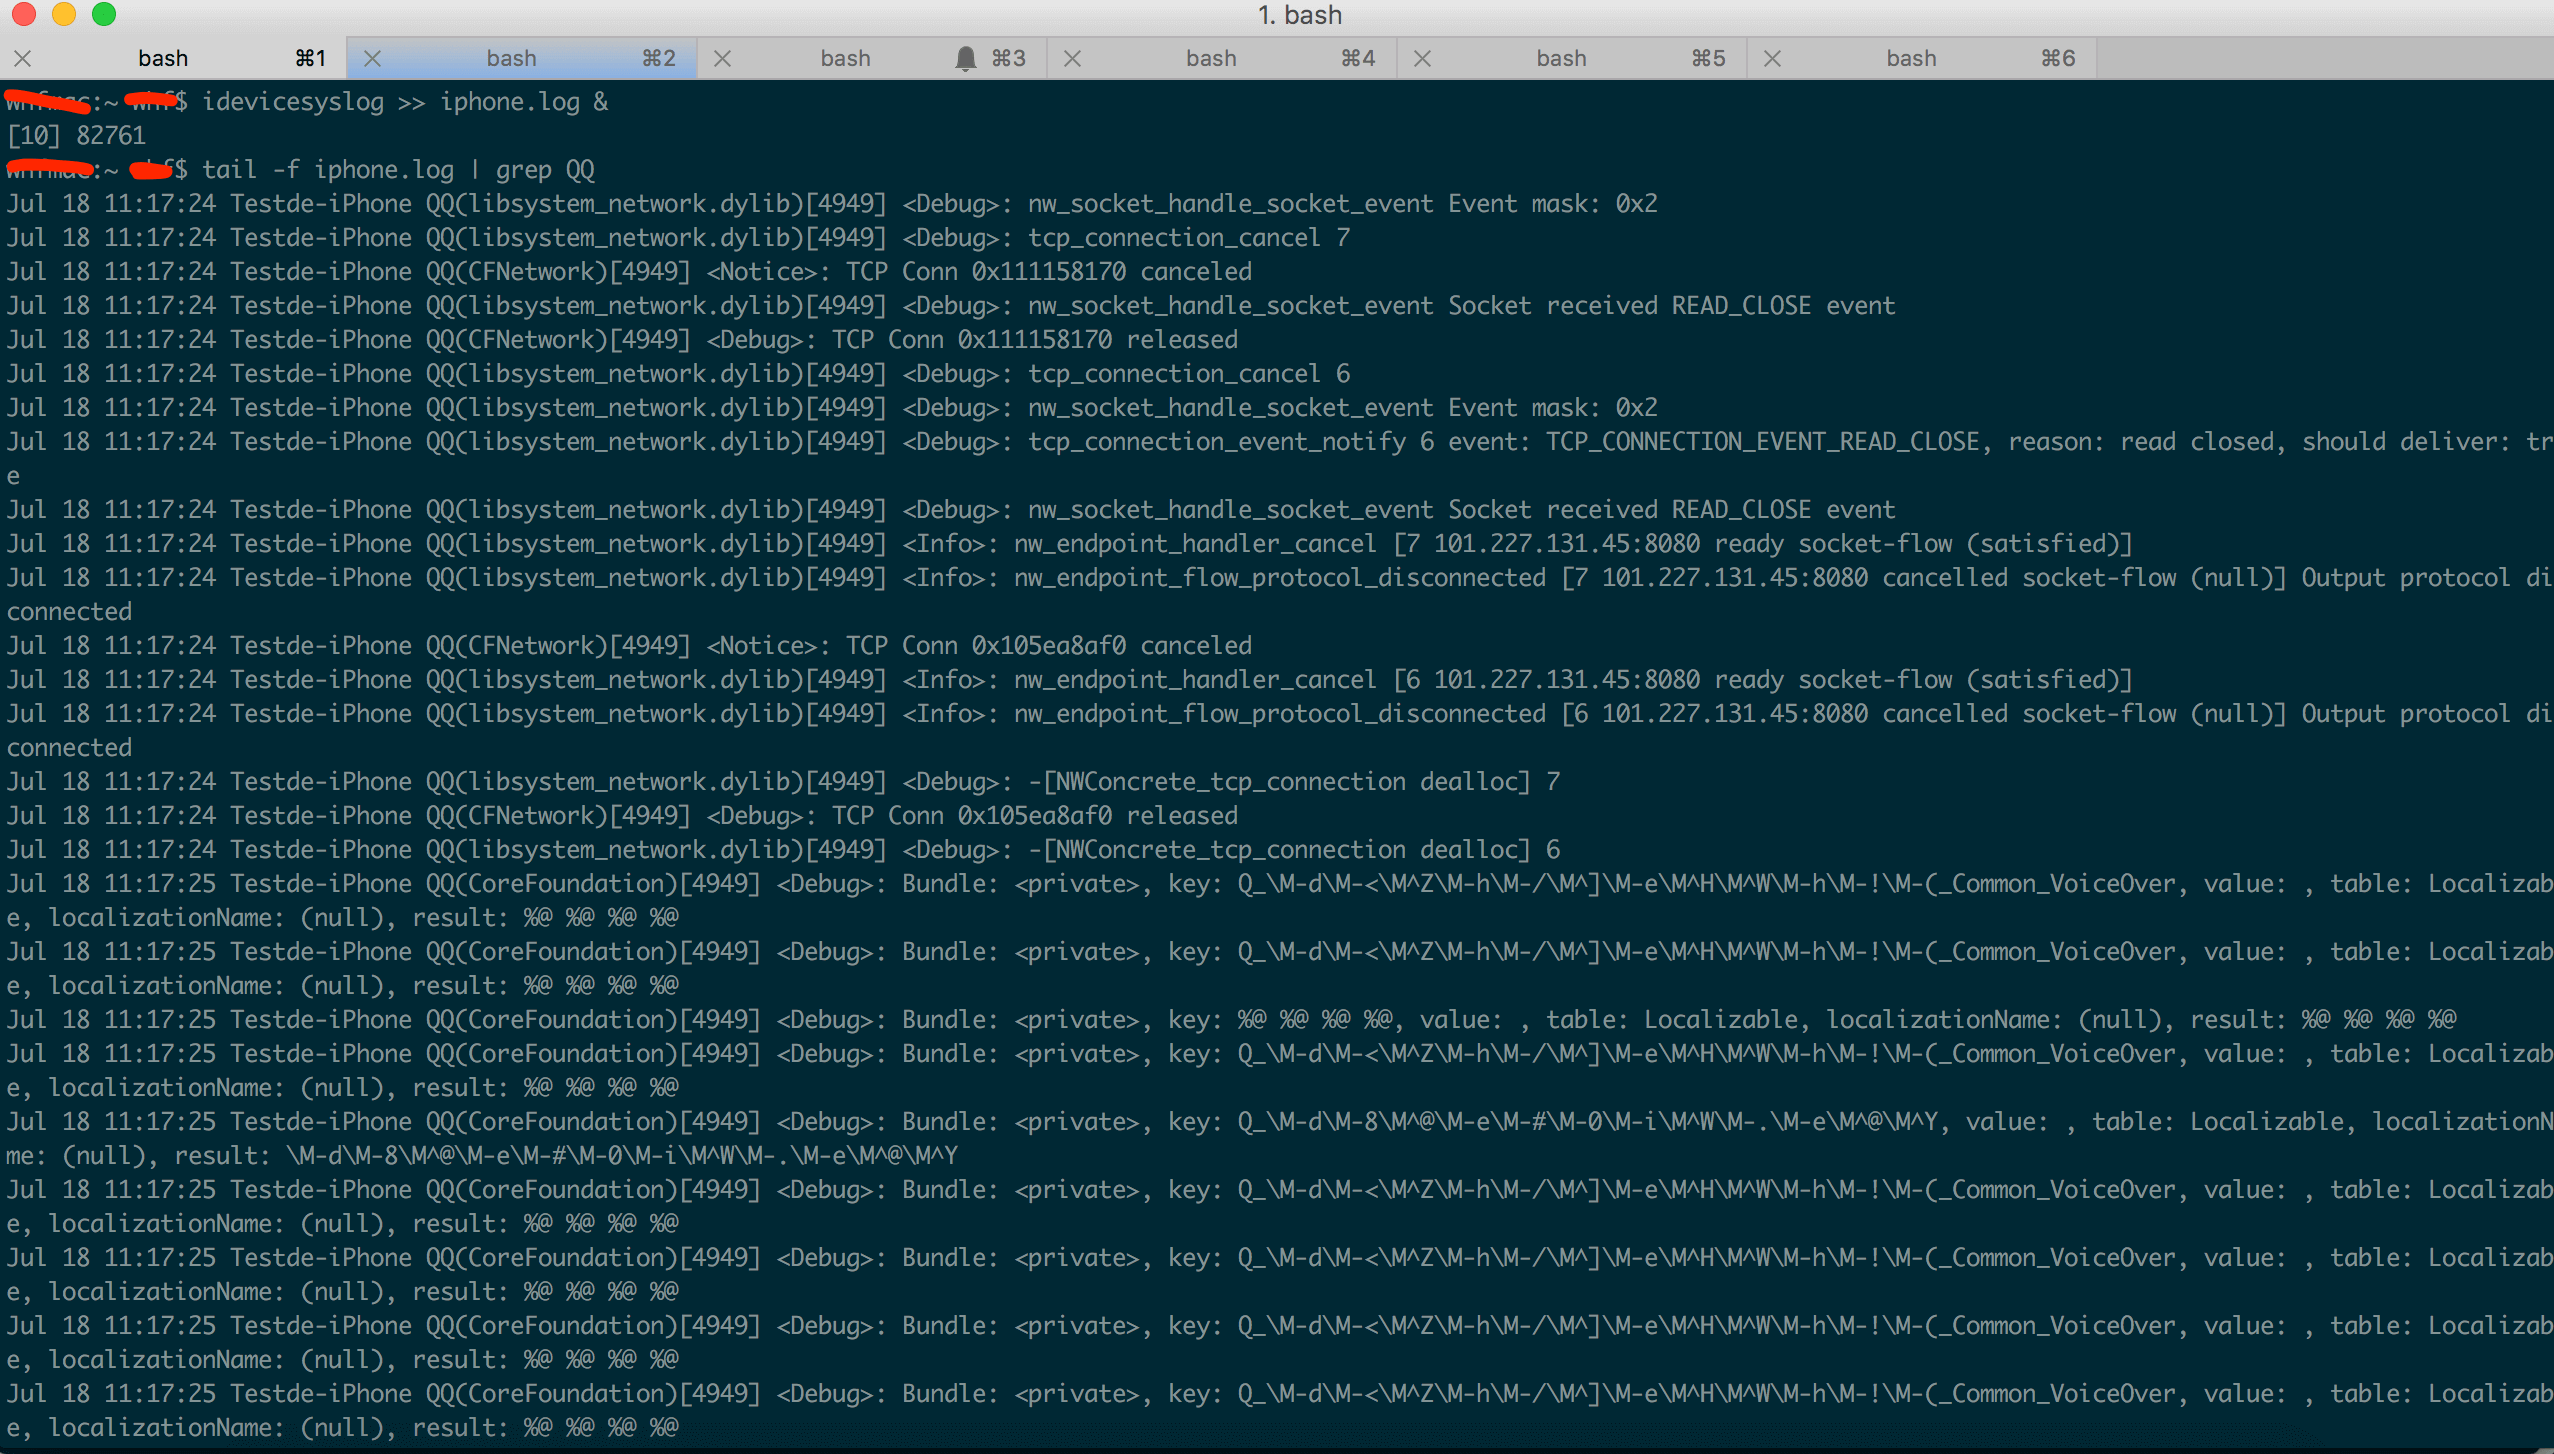 1. bash
bash ⌘1 bash ⌘2 bash ⌘3 bash ⌘4 bash ⌘5 bash ⌘6
:~ $ idevicesyslog >> iphone.log &
[10] 82761
:~ $ tail -f iphone.log | grep QQ
Jul 18 11:17:24 Testde-iPhone QQ(libsystem_network.dylib)[4949] <Debug>: nw_socket_handle_socket_event Event mask: 0x2
Jul 18 11:17:24 Testde-iPhone QQ(libsystem_network.dylib)[4949] <Debug>: tcp_connection_cancel 7
Jul 18 11:17:24 Testde-iPhone QQ(CFNetwork)[4949] <Notice>: TCP Conn 0x111158170 canceled
Jul 18 11:17:24 Testde-iPhone QQ(libsystem_network.dylib)[4949] <Debug>: nw_socket_handle_socket_event Socket received READ_CLOSE event
Jul 18 11:17:24 Testde-iPhone QQ(CFNetwork)[4949] <Debug>: TCP Conn 0x111158170 released
Jul 18 11:17:24 Testde-iPhone QQ(libsystem_network.dylib)[4949] <Debug>: tcp_connection_cancel 6
Jul 18 11:17:24 Testde-iPhone QQ(libsystem_network.dylib)[4949] <Debug>: nw_socket_handle_socket_event Event mask: 0x2
Jul 18 11:17:24 Testde-iPhone QQ(libsystem_network.dylib)[4949] <Debug>: tcp_connection_event_notify 6 event: TCP_CONNECTION_EVENT_READ_CLOSE, reason: read closed, should deliver: tr
e
Jul 18 11:17:24 Testde-iPhone QQ(libsystem_network.dylib)[4949] <Debug>: nw_socket_handle_socket_event Socket received READ_CLOSE event
Jul 18 11:17:24 Testde-iPhone QQ(libsystem_network.dylib)[4949] <Info>: nw_endpoint_handler_cancel [7 101.227.131.45:8080 ready socket-flow (satisfied)]
Jul 18 11:17:24 Testde-iPhone QQ(libsystem_network.dylib)[4949] <Info>: nw_endpoint_flow_protocol_disconnected [7 101.227.131.45:8080 cancelled socket-flow (null)] Output protocol di
connected
Jul 18 11:17:24 Testde-iPhone QQ(CFNetwork)[4949] <Notice>: TCP Conn 0x105ea8af0 canceled
Jul 18 11:17:24 Testde-iPhone QQ(libsystem_network.dylib)[4949] <Info>: nw_endpoint_handler_cancel [6 101.227.131.45:8080 ready socket-flow (satisfied)]
Jul 18 11:17:24 Testde-iPhone QQ(libsystem_network.dylib)[4949] <Info>: nw_endpoint_flow_protocol_disconnected [6 101.227.131.45:8080 cancelled socket-flow (null)] Output protocol di
connected
Jul 18 11:17:24 Testde-iPhone QQ(libsystem_network.dylib)[4949] <Debug>: -[NWConcrete_tcp_connection dealloc] 7
Jul 18 11:17:24 Testde-iPhone QQ(CFNetwork)[4949] <Debug>: TCP Conn 0x105ea8af0 released
Jul 18 11:17:24 Testde-iPhone QQ(libsystem_network.dylib)[4949] <Debug>: -[NWConcrete_tcp_connection dealloc] 6
Jul 18 11:17:25 Testde-iPhone QQ(CoreFoundation)[4949] <Debug>: Bundle: <private>, key: Q_\M-d\M-<\M^Z\M-h\M-/\M^]\M-e\M^H\M^W\M-h\M-!\M-(_Common_VoiceOver, value: , table: Localizab
e, localizationName: (null), result: %@ %@ %@ %@
Jul 18 11:17:25 Testde-iPhone QQ(CoreFoundation)[4949] <Debug>: Bundle: <private>, key: Q_\M-d\M-<\M^Z\M-h\M-/\M^]\M-e\M^H\M^W\M-h\M-!\M-(_Common_VoiceOver, value: , table: Localizab
e, localizationName: (null), result: %@ %@ %@ %@
Jul 18 11:17:25 Testde-iPhone QQ(CoreFoundation)[4949] <Debug>: Bundle: <private>, key: %@ %@ %@ %@, value: , table: Localizable, localizationName: (null), result: %@ %@ %@ %@
Jul 18 11:17:25 Testde-iPhone QQ(CoreFoundation)[4949] <Debug>: Bundle: <private>, key: Q_\M-d\M-<\M^Z\M-h\M-/\M^]\M-e\M^H\M^W\M-h\M-!\M-(_Common_VoiceOver, value: , table: Localizab
e, localizationName: (null), result: %@ %@ %@ %@
Jul 18 11:17:25 Testde-iPhone QQ(CoreFoundation)[4949] <Debug>: Bundle: <private>, key: Q_\M-d\M-8\M^@\M-e\M-#\M-0\M-i\M^W\M-.\M-e\M^@\M^Y, value: , table: Localizable, localizationN
me: (null), result: \M-d\M-8\M^@\M-e\M-#\M-0\M-i\M^W\M-.\M-e\M^@\M^Y
Jul 18 11:17:25 Testde-iPhone QQ(CoreFoundation)[4949] <Debug>: Bundle: <private>, key: Q_\M-d\M-<\M^Z\M-h\M-/\M^]\M-e\M^H\M^W\M-h\M-!\M-(_Common_VoiceOver, value: , table: Localizab
e, localizationName: (null), result: %@ %@ %@ %@
Jul 18 11:17:25 Testde-iPhone QQ(CoreFoundation)[4949] <Debug>: Bundle: <private>, key: Q_\M-d\M-<\M^Z\M-h\M-/\M^]\M-e\M^H\M^W\M-h\M-!\M-(_Common_VoiceOver, value: , table: Localizab
e, localizationName: (null), result: %@ %@ %@ %@
Jul 18 11:17:25 Testde-iPhone QQ(CoreFoundation)[4949] <Debug>: Bundle: <private>, key: Q_\M-d\M-<\M^Z\M-h\M-/\M^]\M-e\M^H\M^W\M-h\M-!\M-(_Common_VoiceOver, value: , table: Localizab
e, localizationName: (null), result: %@ %@ %@ %@
Jul 18 11:17:25 Testde-iPhone QQ(CoreFoundation)[4949] <Debug>: Bundle: <private>, key: Q_\M-d\M-<\M^Z\M-h\M-/\M^]\M-e\M^H\M^W\M-h\M-!\M-(_Common_VoiceOver, value: , table: Localizab
e, localizationName: (null), result: %@ %@ %@ %@